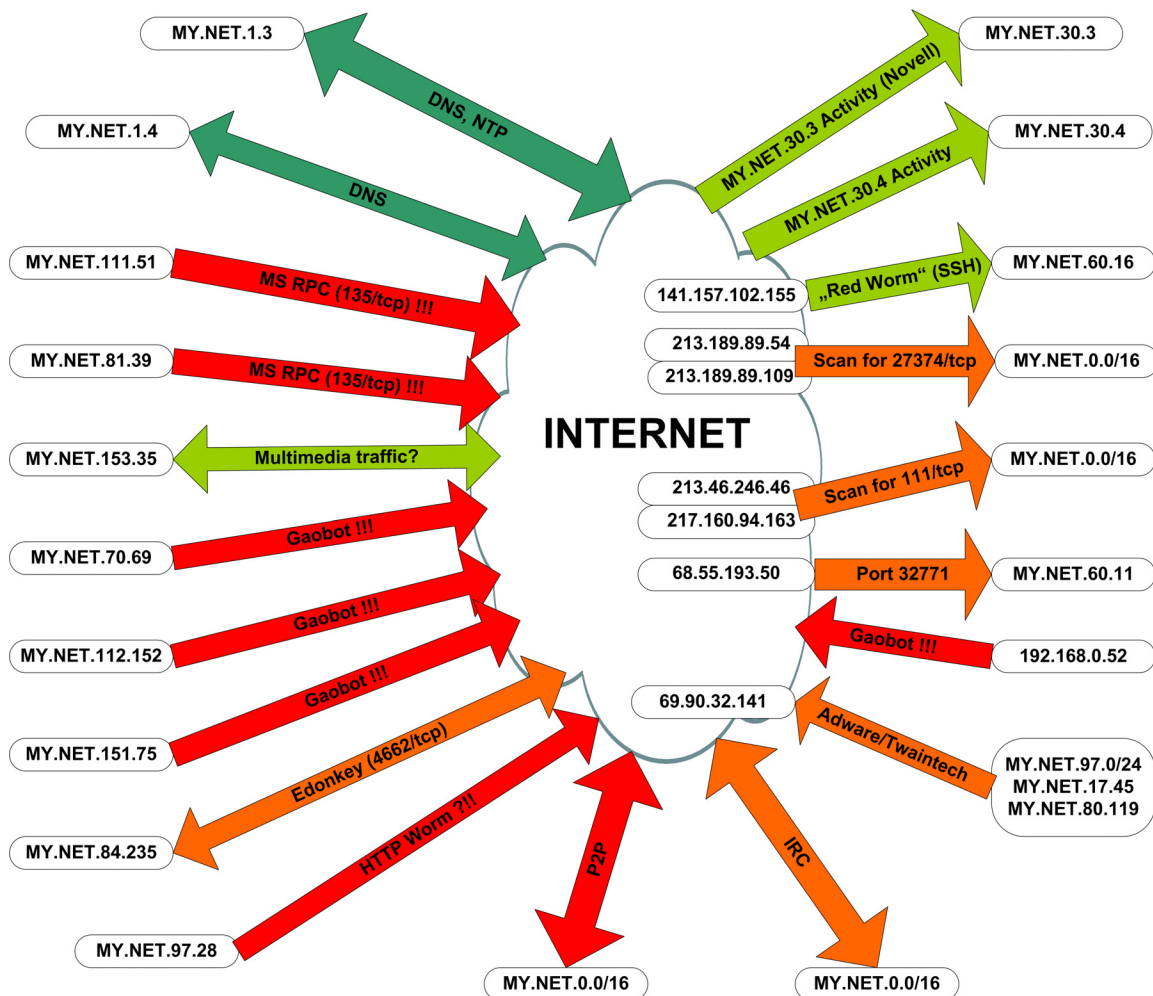 MY.NET.1.3
DNS, NTP
MY.NET.1.4
DNS
MY.NET.111.51
MS RPC (135/tcp) !!!
MY.NET.81.39
MS RPC (135/tcp) !!!
MY.NET.153.35
Multimedia traffic?
MY.NET.70.69
Gaobot !!!
MY.NET.112.152
Gaobot !!!
MY.NET.151.75
Gaobot !!!
MY.NET.84.235
Edonkey (4662/tcp)
MY.NET.97.28
HTTP Worm ?!!
P2P
MY.NET.0.0/16
IRC
MY.NET.0.0/16
INTERNET
MY.NET.30.3 Activity (Novell)
MY.NET.30.3
MY.NET.30.4 Activity
MY.NET.30.4
141.157.102.155
„Red Worm“ (SSH)
MY.NET.60.16
213.189.89.54
213.189.89.109
Scan for 27374/tcp
MY.NET.0.0/16
213.46.246.46
217.160.94.163
Scan for 111/tcp
MY.NET.0.0/16
68.55.193.50
Port 32771
MY.NET.60.11
Gaobot !!!
192.168.0.52
69.90.32.141
Adware/Twaintech
MY.NET.97.0/24
MY.NET.17.45
MY.NET.80.119